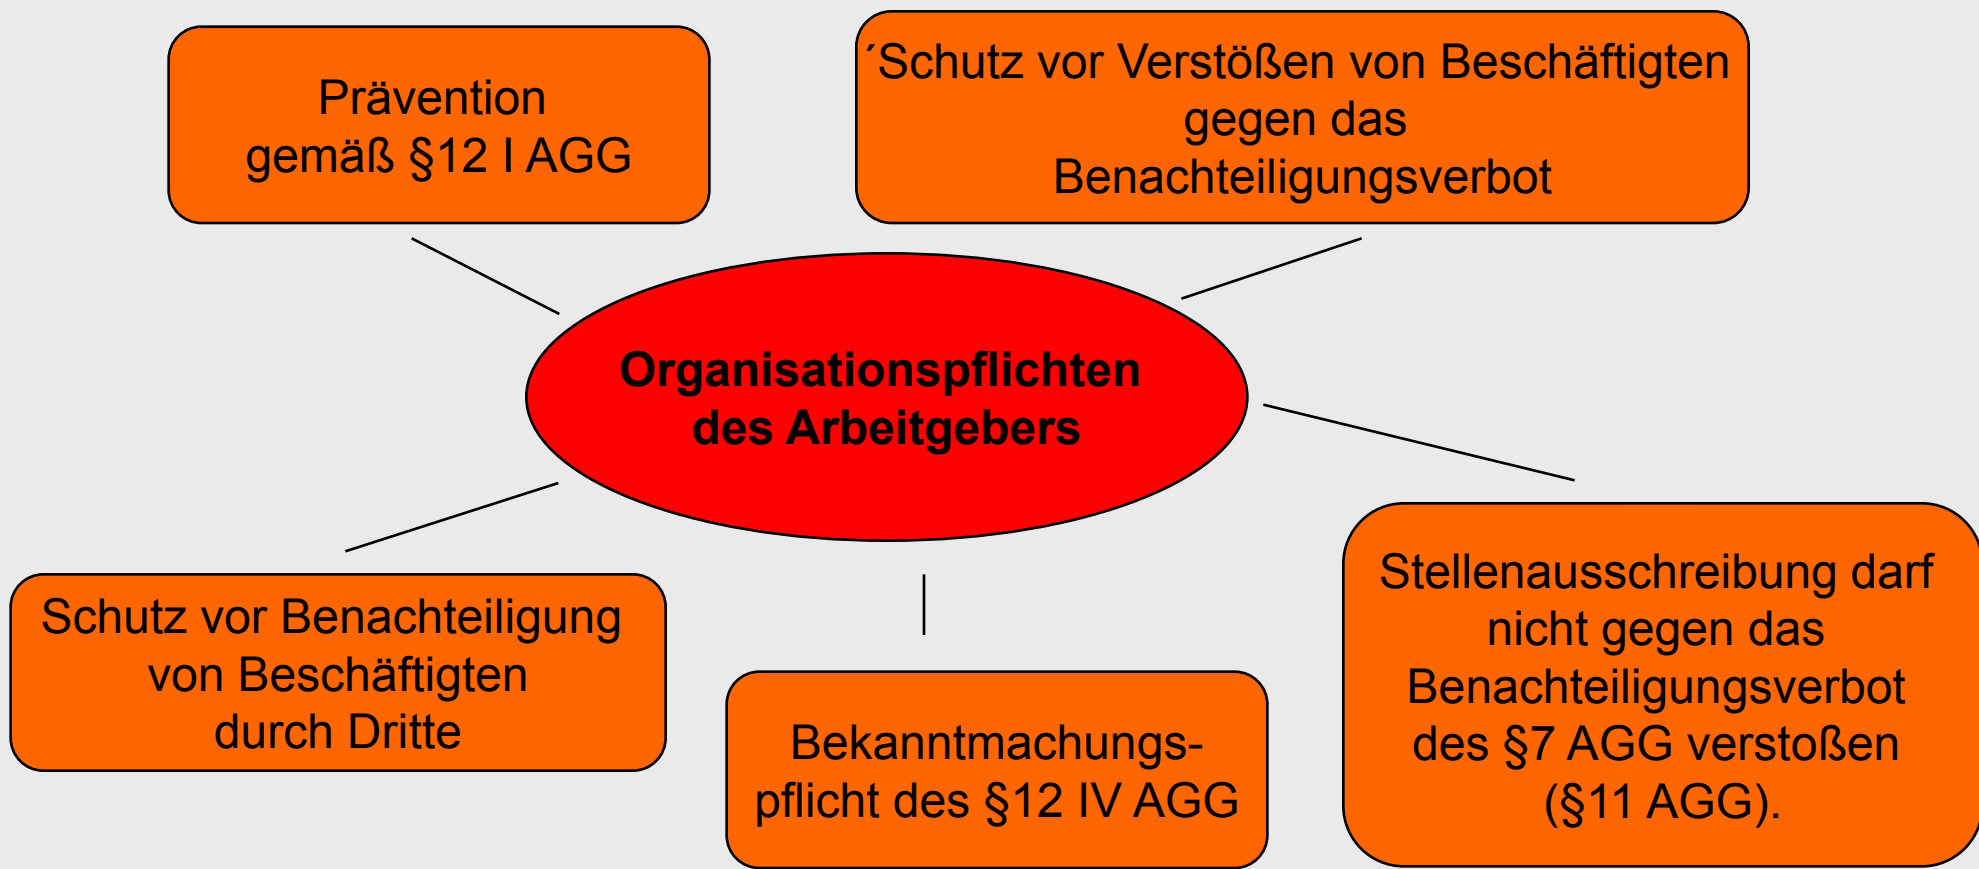 Prävention
gemäß §12 I AGG
´Schutz vor Verstößen von Beschäftigten
gegen das
Benachteiligungsverbot
Organisationspflichten
des Arbeitgebers
Schutz vor Benachteiligung
von Beschäftigten
durch Dritte
Bekanntmachungs-
pflicht des §12 IV AGG
Stellenausschreibung darf
nicht gegen das
Benachteiligungsverbot
des §7 AGG verstoßen
(§11 AGG).